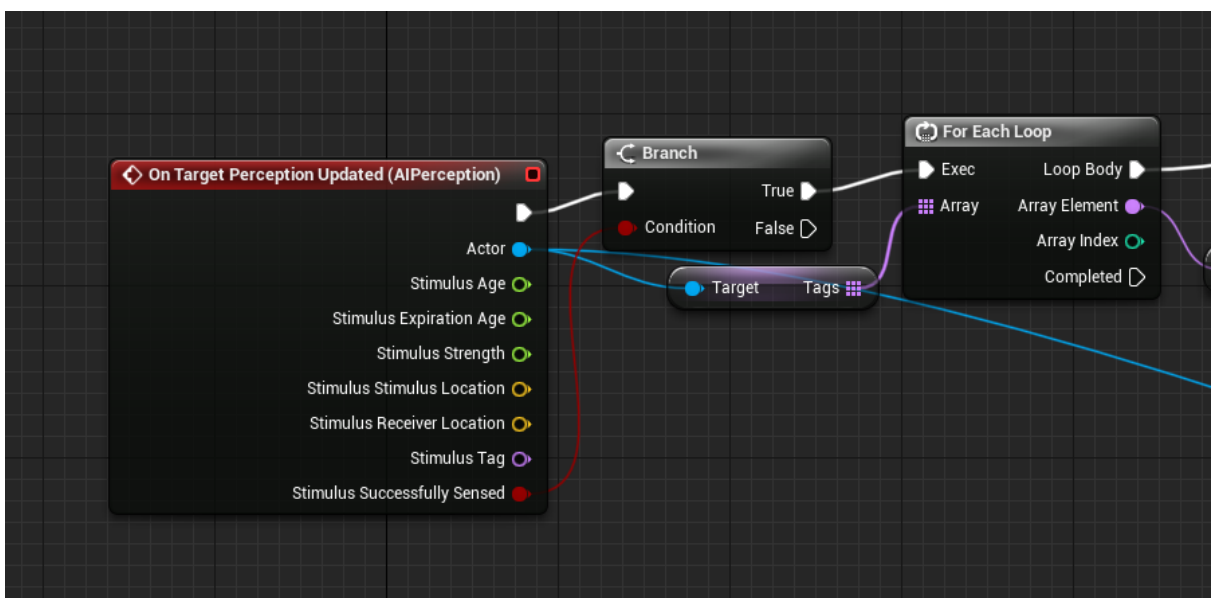 On Target Perception Updated (AIPerception)
Actor
Stimulus Age
Stimulus Expiration Age
Stimulus Strength
Stimulus Stimulus Location
Stimulus Receiver Location
Stimulus Tag
Stimulus Successfully Sensed
Branch
True
Condition False
Target Tags
For Each Loop
Exec Loop Body
Array Array Element
Array Index
Completed